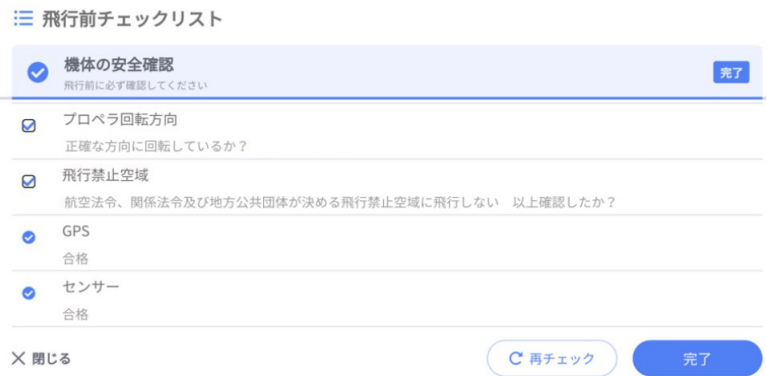 飛行前チェックリスト
機体の安全確認
飛行前に必ず確認してください
完了
プロペラ回転方向
正確な方向に回転しているか？
飛行禁止空域
航空法令、関係法令及び地方公共団体が決める飛行禁止空域に飛行しない　以上確認したか？
GPS
合格
センサー
合格
閉じる
再チェック
完了